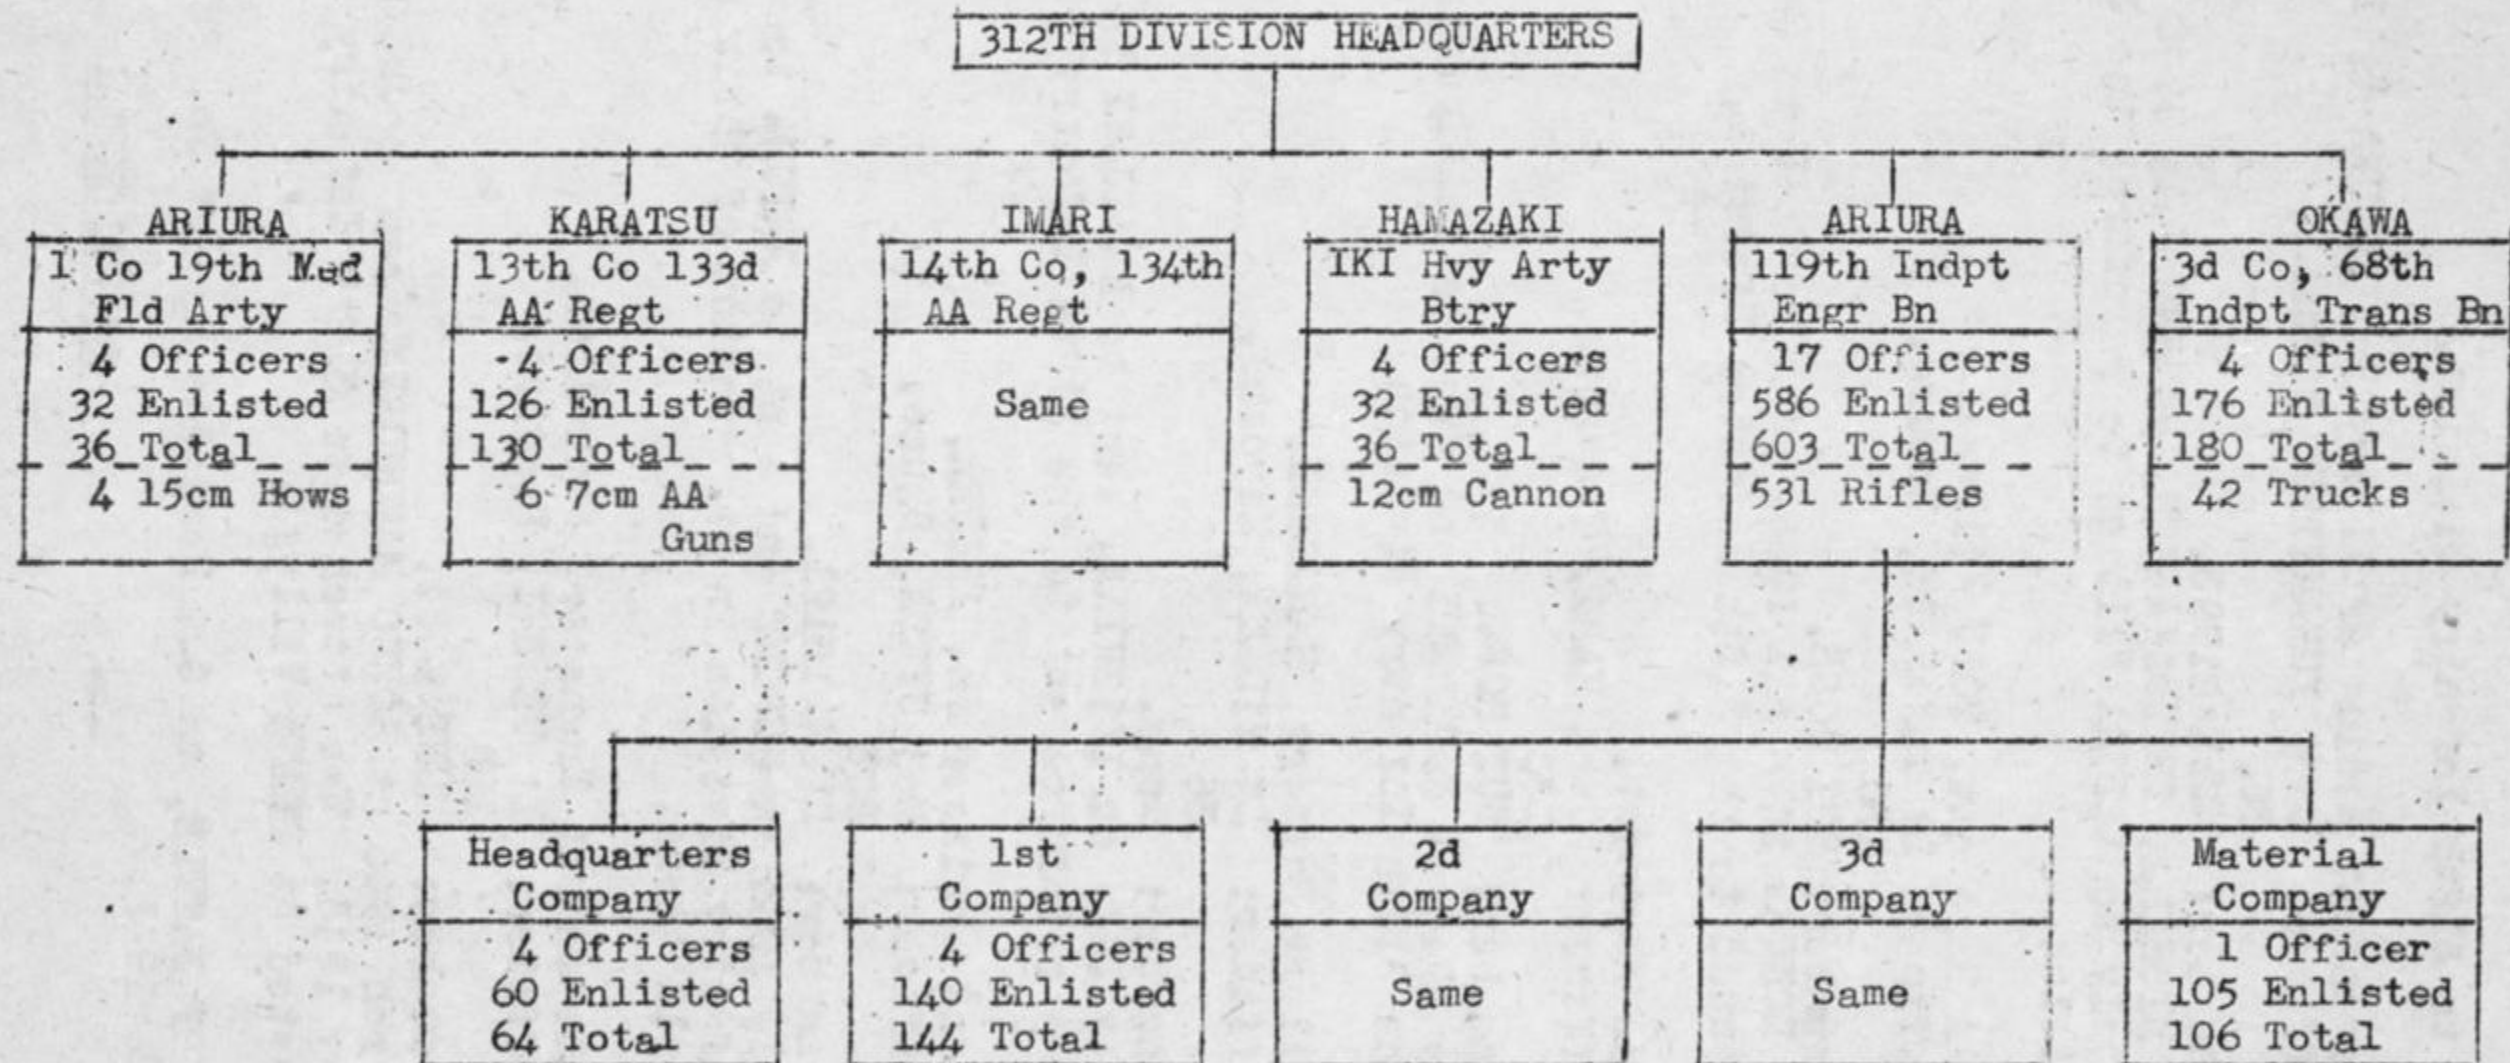 312TH DIVISION HEADQUARTERS
ARIURA
1 Co 19th Med
Fld Arty
4 Officers
32 Enlisted
36 Total
4 15cm Hows
KARATSU
13th Co 133d
AA Regt
4 Officers
126 Enlisted
130 Total
6 7cm AA
Guns
IMARI
14th Co, 134th
AA Regt
Same
HAMAZAKI
IKI Hvy Arty
Btry
4 Officers
32 Enlisted
36 Total
12cm Cannon
ARIURA
119th Indpt
Engr Bn
17 Officers
586 Enlisted
603 Total
531 Rifles
OKAWA
3d Co, 68th
Indpt Trans Bn
4 Officers
176 Enlisted
180 Total
42 Trucks
Headquarters
Company
4 Officers
60 Enlisted
64 Total
1st
Company
4 Officers
140 Enlisted
144 Total
2d
Company
Same
3d
Company
Same
Material
Company
1 Officer
105 Enlisted
106 Total